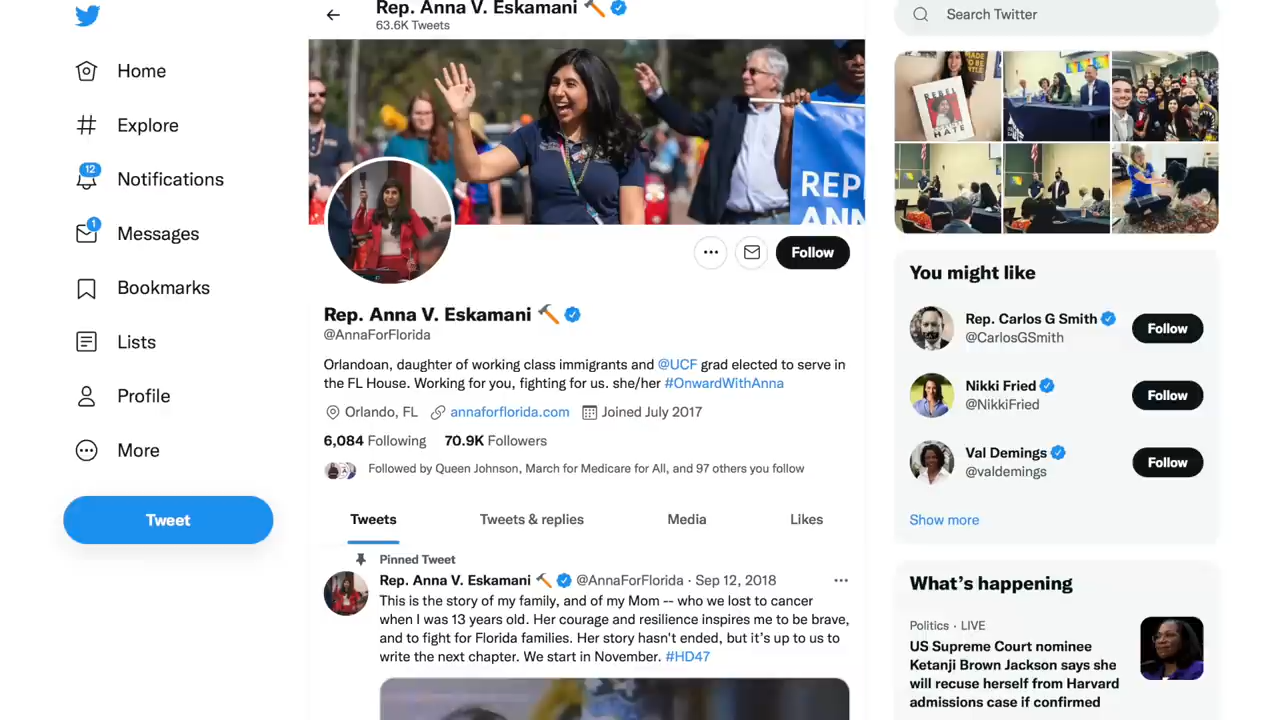 Home
Explore
12
Notifications
1
Messages
Bookmarks
Lists
Profile
More
Tweet
Rep. Anna V. Eskamani
63.6K Tweets
REP
ANN
Follow
Rep. Anna V. Eskamani
@AnnaForFlorida
Orlandoan, daughter of working class immigrants and @UCF grad elected to serve in
the FL House. Working for you, fighting for us. she/her #OnwardWithAnna
Orlando, FL annaforflorida.com Joined July 2017
6,084 Following 70.9K Followers
Followed by Queen Johnson, March for Medicare for All, and 97 others you follow
Tweets Tweets & replies Media Likes
Pinned Tweet
Rep. Anna V. Eskamani @AnnaForFlorida · Sep 12, 2018
This is the story of my family, and of my Mom -- who we lost to cancer
when I was 13 years old. Her courage and resilience inspires me to be brave,
and to fight for Florida families. Her story hasn't ended, but it's up to us to
write the next chapter. We start in November. #HD47
Search Twitter
REBEL
HATE
You might like
Rep. Carlos G Smith
@CarlosGSmith
Follow
Nikki Fried
@NikkiFried
Follow
Val Demings
@valdemings
Follow
Show more
What's happening
Politics · LIVE
US Supreme Court nominee
Ketanji Brown Jackson says she
will recuse herself from Harvard
admissions case if confirmed